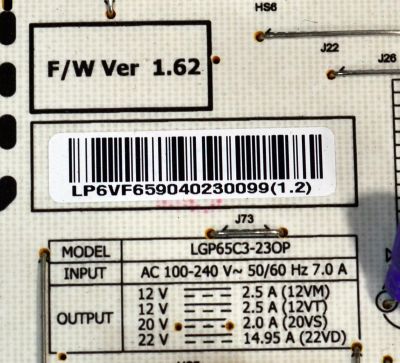 HS6
J22
J26
F/W Ver 1.62
LP6VF659040230099(1.2)
J73
MODEL LGP65C3-23OP
INPUT AC 100-240 V~ 50/60 Hz 7.0 A
OUTPUT
12 V 2.5 A (12VM)
12 V 2.5 A (12VT)
20 V 2.0 A (20VS)
22 V 14.95 A (22VD)